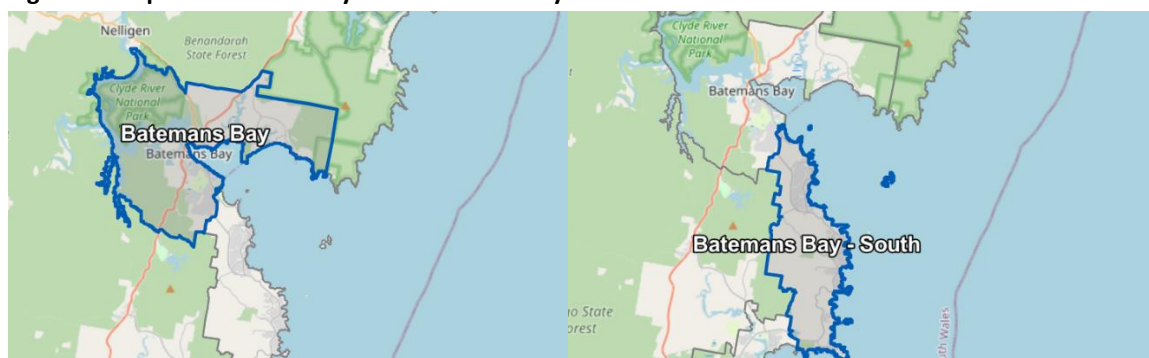 Nelligen
Benandarah
State Forest
Clyde River
National
Park
Batemans Bay
Batemans Bay
Clyde River
National
Park
Batemans Bay
Batemans Bay - South
State
Forest